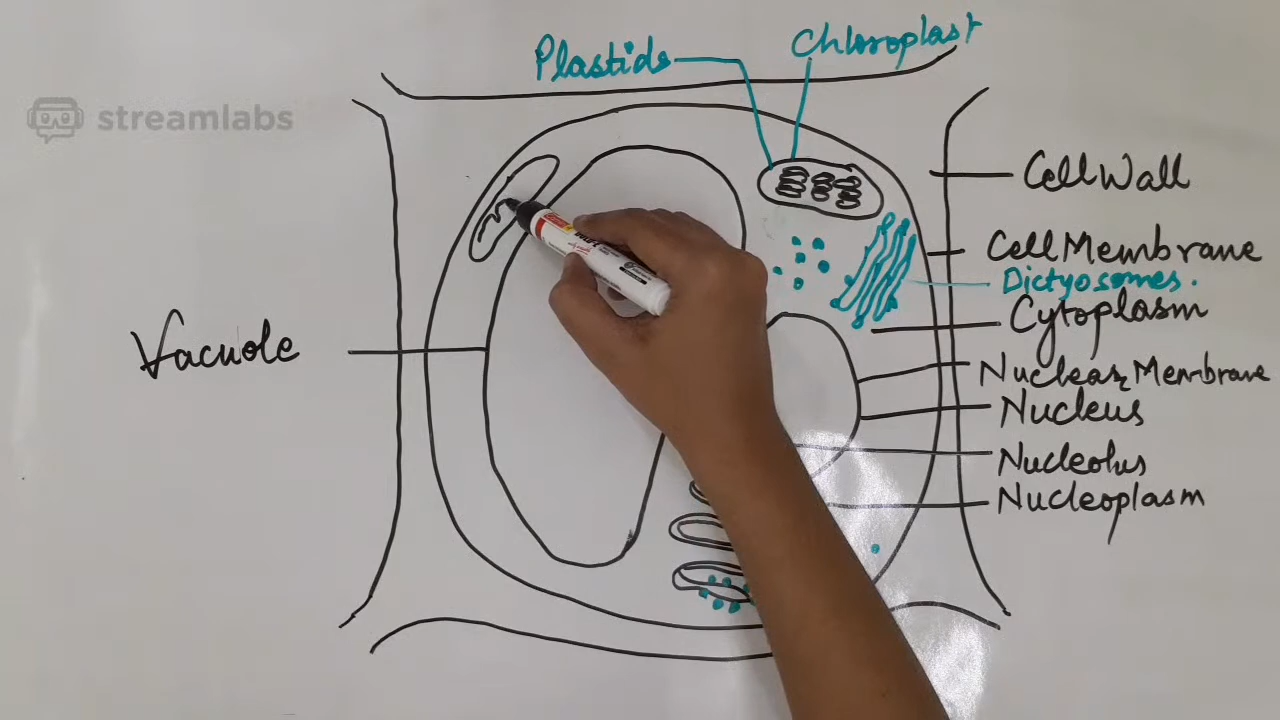 Plastids
Chloroplast
streamlabs
Cell Wall
Cell Membrane
Dictyosomes.
Cytoplasm
Vacuole
Nuclear Membrane
Nucleus
Nucleolus
Nucleoplasm